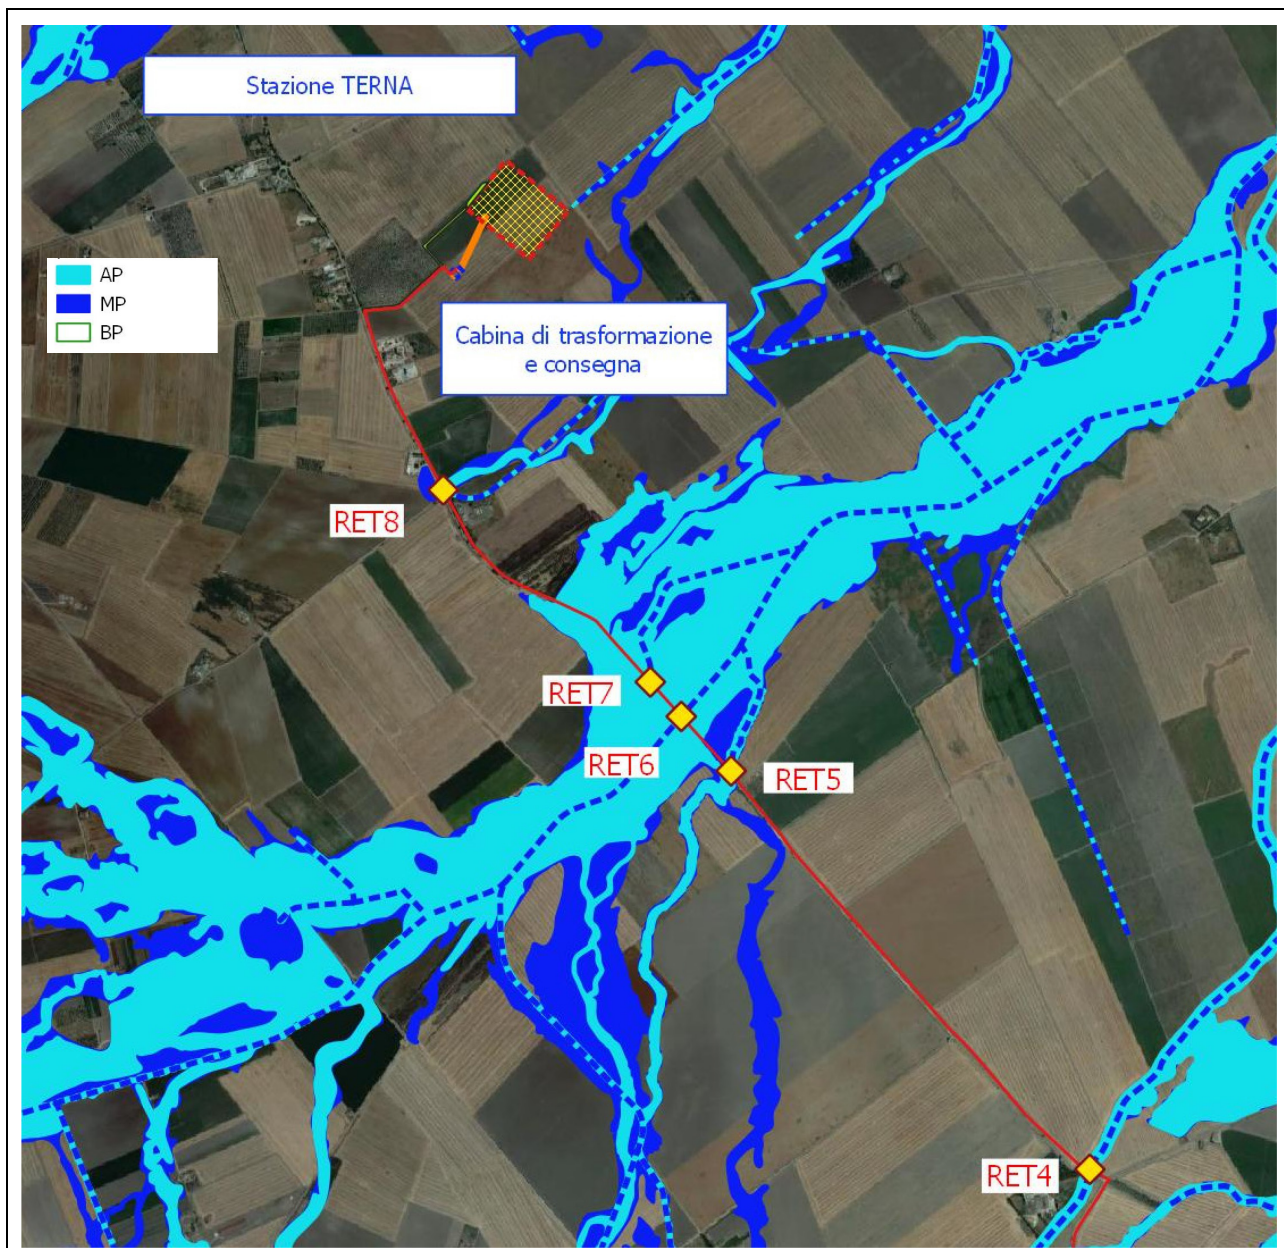 Stazione TERNA
AP
MP
BP
Cabina di trasformazione
e consegna
RET8
RET7
RET6
RET5
RET4